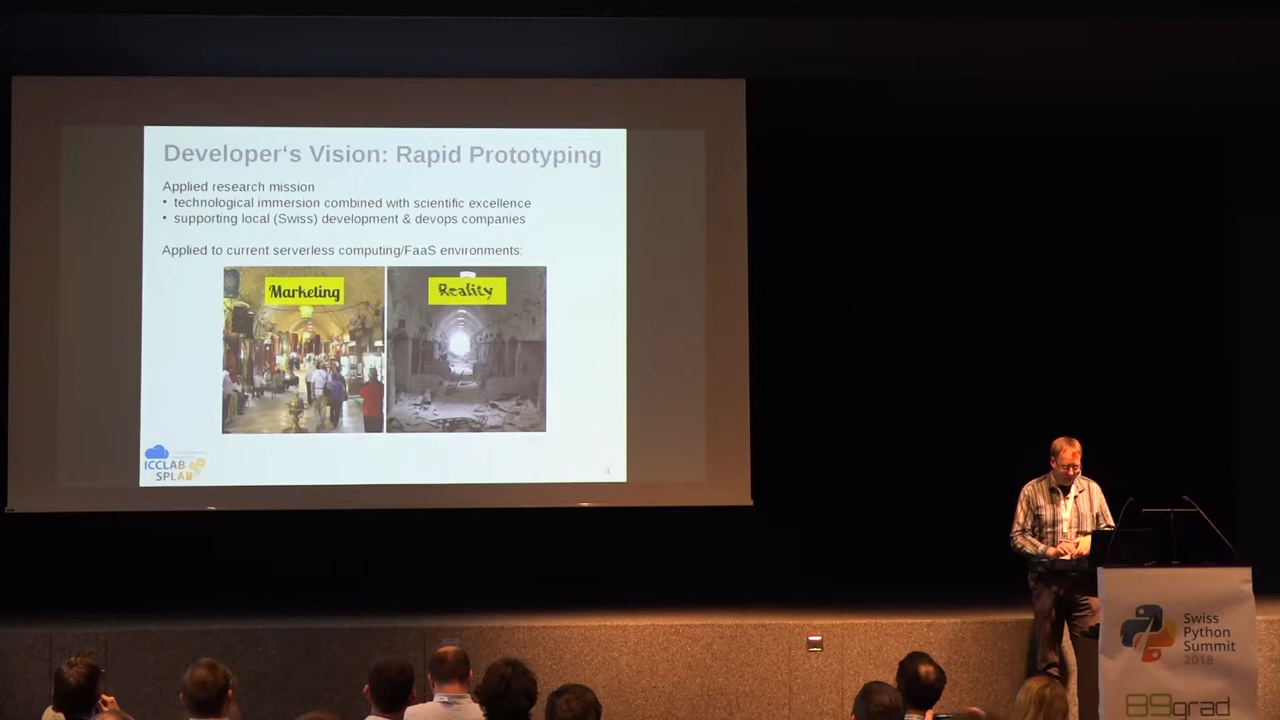 Developer‘s Vision: Rapid Prototyping
Applied research mission
• technological immersion combined with scientific excellence
• supporting local (Swiss) development & devops companies
Applied to current serverless computing/FaaS environments:
Marketing
Reality
ICCLAB
SPLAB
4
Swiss
Python
Summit
2018
89grad